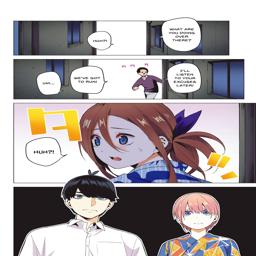 HUH?!
WHAT ARE
YOU DOING
OVER
THERE?
UM...
WE'VE GOT
TO RUN!
I'LL
LISTEN TO
YOUR
EXCUSES
LATER!
HUH?!